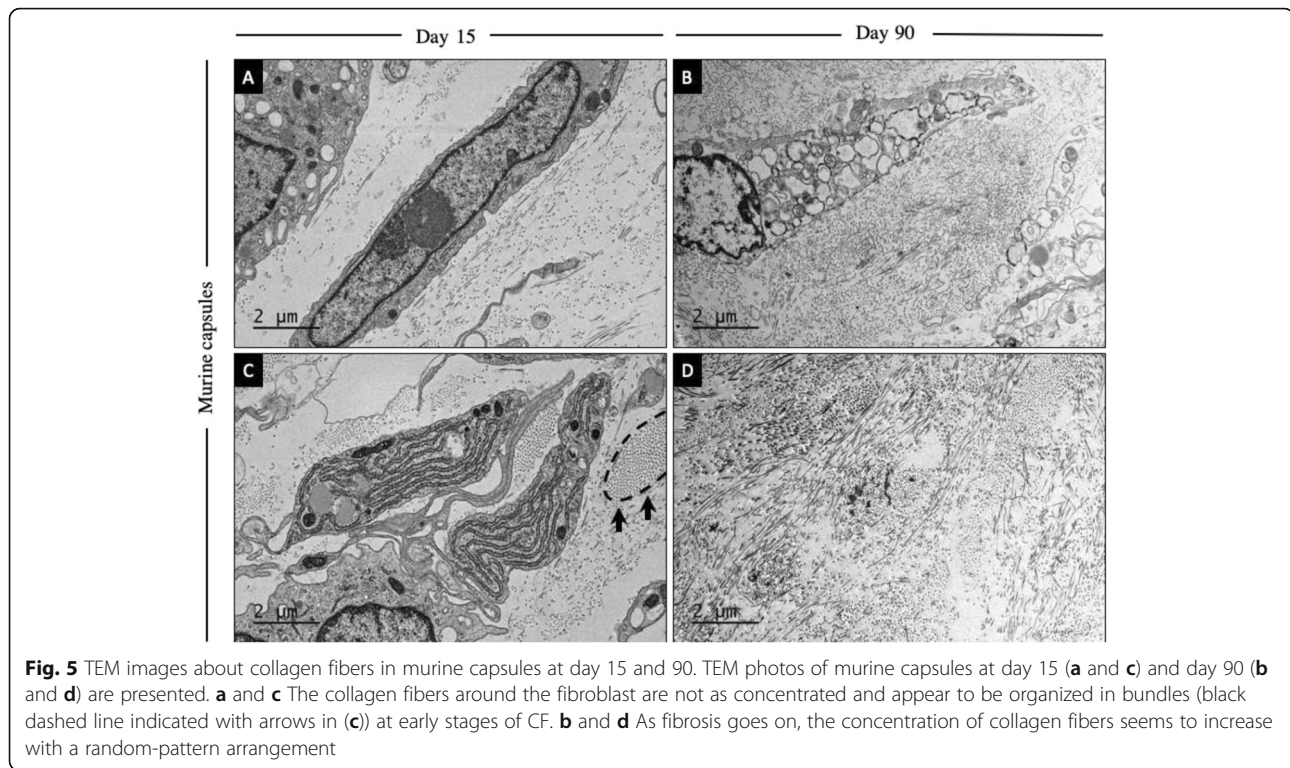 Day 15
Day 90
Murine capsules
A
2 μm
B
2 μm
C
2 μm
D
2 μm
Fig. 5 TEM images about collagen fibers in murine capsules at day 15 and 90. TEM photos of murine capsules at day 15 (a and c) and day 90 (b
and d) are presented. a and c The collagen fibers around the fibroblast are not as concentrated and appear to be organized in bundles (black
dashed line indicated with arrows in (c)) at early stages of CF. b and d As fibrosis goes on, the concentration of collagen fibers seems to increase
with a random-pattern arrangement